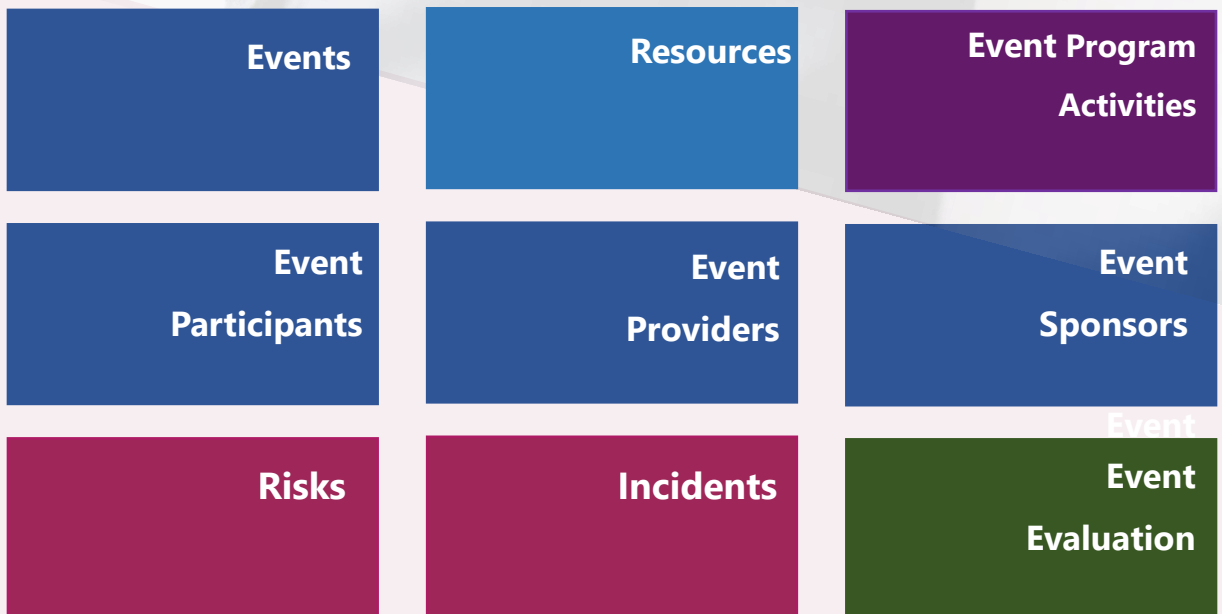 Events
Resources
Event Program
Activities
Event
Participants
Event
Providers
Event
Sponsors
Risks
Incidents
Event
Event
Evaluation